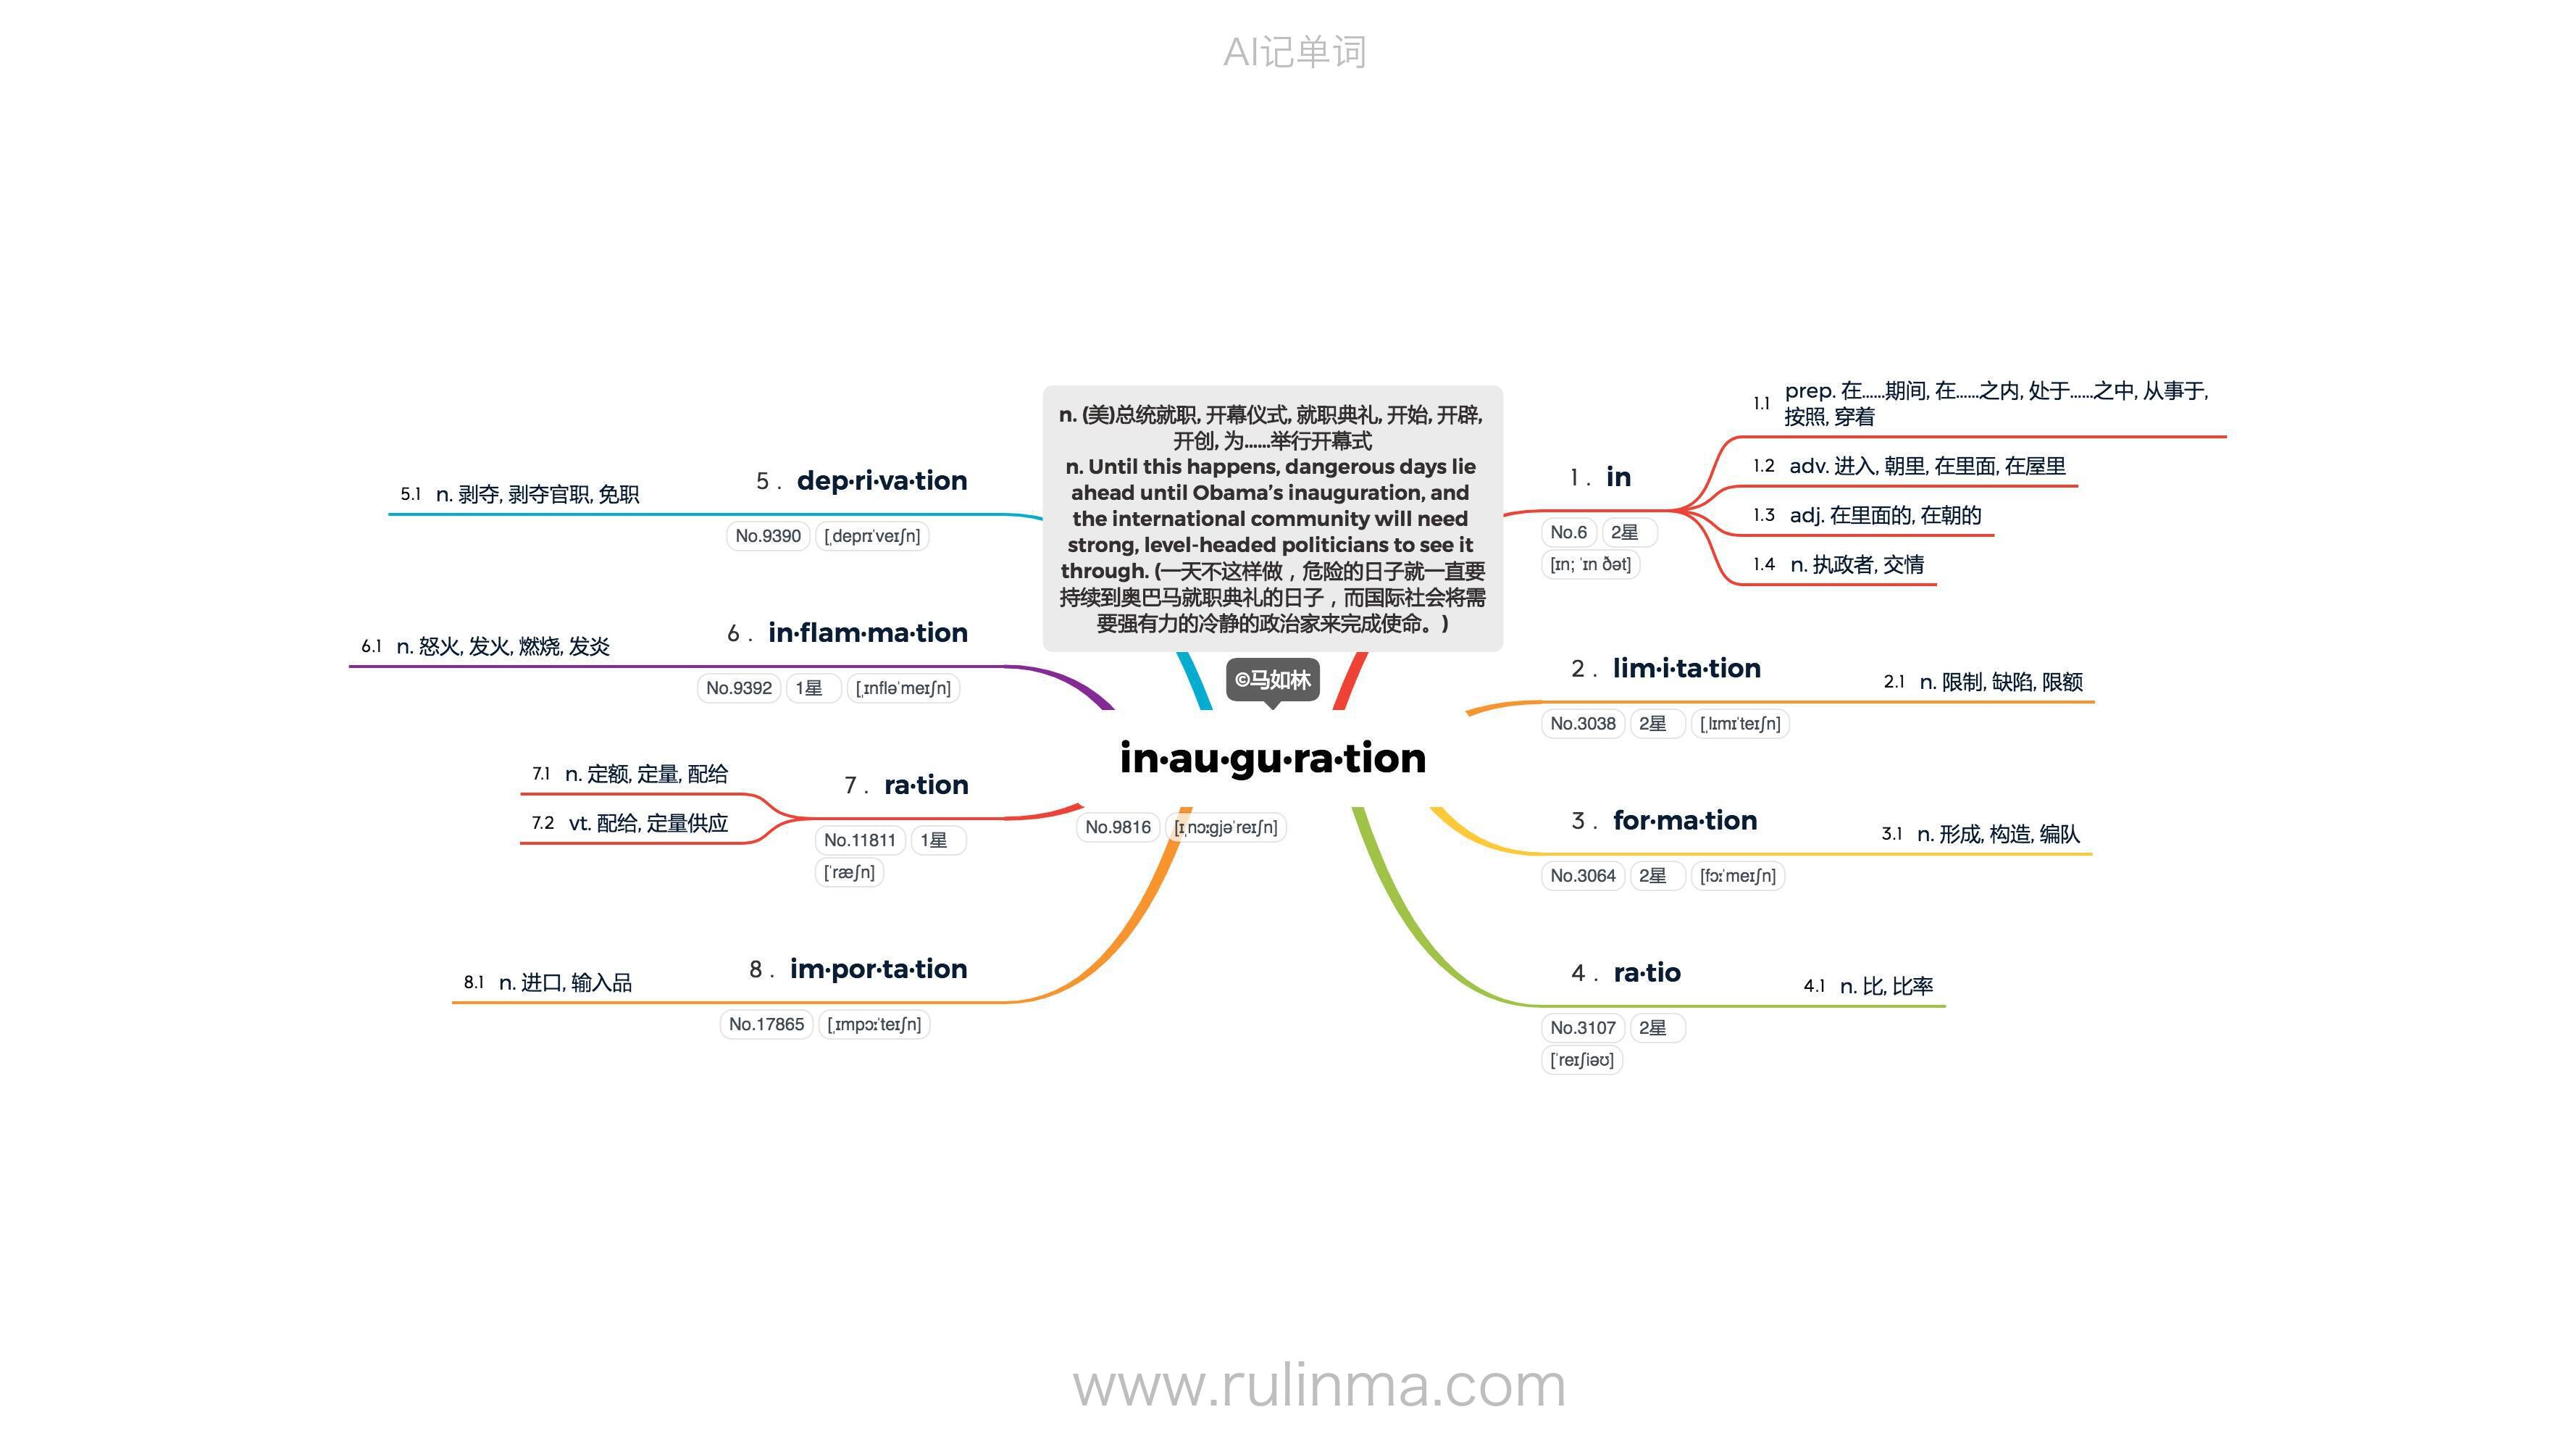 AI记单词
n. (美)总统就职, 开幕仪式, 就职典礼, 开始, 开辟,
开创, 为……举行开幕式
n. Until this happens, dangerous days lie
ahead until Obama’s inauguration, and
the international community will need
strong, level-headed politicians to see it
through. (一天不这样做，危险的日子就一直要
持续到奥巴马就职典礼的日子，而国际社会将需
要强有力的冷静的政治家来完成使命。)
©马如林
in·au·gu·ra·tion
No.9816 [ɪˌnɔːɡjəˈreɪʃn]
1. in
No.6 2星
[ɪn; ˈɪn ðət]
1.1 prep. 在……期间, 在……之内, 处于……之中, 从事于,
按照, 穿着
1.2 adv. 进入, 朝里, 在里面, 在屋里
1.3 adj. 在里面的, 在朝的
1.4 n. 执政者, 交情
2. lim·i·ta·tion
No.3038 2星 [ˌlɪmɪˈteɪʃn]
2.1 n. 限制, 缺陷, 限额
3. for·ma·tion
No.3064 2星 [fɔːˈmeɪʃn]
3.1 n. 形成, 构造, 编队
4. ra·tio
No.3107 2星
[ˈreɪʃiəʊ]
4.1 n. 比, 比率
5. dep·ri·va·tion
No.9390 [ˌdeprɪˈveɪʃn]
5.1 n. 剥夺, 剥夺官职, 免职
6. in·flam·ma·tion
No.9392 1星 [ˌɪnfləˈmeɪʃn]
6.1 n. 怒火, 发火, 燃烧, 发炎
7. ra·tion
No.11811 1星
[ˈræʃn]
7.1 n. 定额, 定量, 配给
7.2 vt. 配给, 定量供应
8. im·por·ta·tion
No.17865 [ˌɪmpɔːˈteɪʃn]
8.1 n. 进口, 输入品
www.rulinma.com